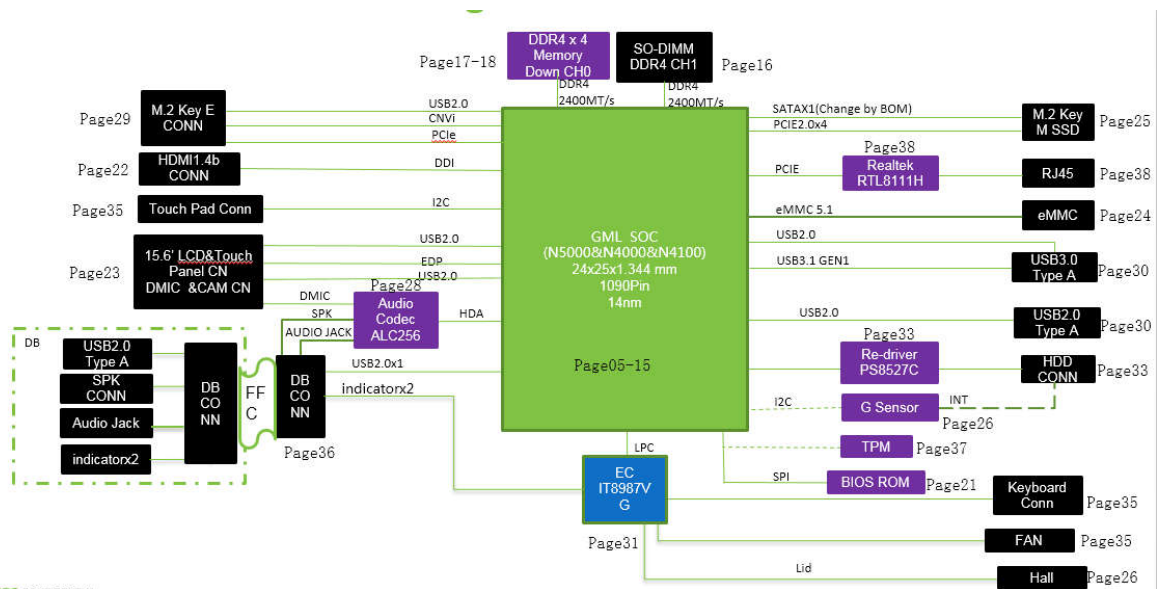 DDR4 x 4
Memory
Down CH0
Page17-18
SO-DIMM
DDR4 CH1
Page16
DDR4
2400MT/s
DDR4
2400MT/s
Page29
M.2 Key E
CONN
USB2.0
CNVi
PCIe
Page22
HDMI1.4b
CONN
DDI
Page35
Touch Pad Conn
I2C
Page23
15.6' LCD&Touch
Panel CN
DMIC &CAM CN
USB2.0
EDP
USB2.0
Page28
DMIC
SPK
AUDIO JACK
Audio
Codec
ALC256
HDA
GML SOC
(N5000&N4000&N4100)
24x25x1.344 mm
1090Pin
14nm
Page05-15
SATAX1(Change by BOM)
PCIE2.0x4
M.2 Key
M SSD
Page25
PCIE
Page38
Realtek
RTL8111H
RJ45
Page38
eMMC 5.1
eMMC
Page24
USB2.0
USB3.1 GEN1
USB3.0
Type A
Page30
USB2.0
USB2.0
Type A
Page30
Page33
Re-driver
PS8527C
HDD
CONN
Page33
I2C
G Sensor
INT
Page26
TPM
Page37
SPI
BIOS ROM
Page21
DB
USB2.0
Type A
SPK
CONN
Audio Jack
indicatorx2
DB
CO
NN
FF
C
DB
CO
NN
Page36
USB2.0x1
indicatorx2
LPC
EC
IT8987V
G
Page31
Keyboard
Conn
Page35
FAN
Page35
Lid
Hall
Page26